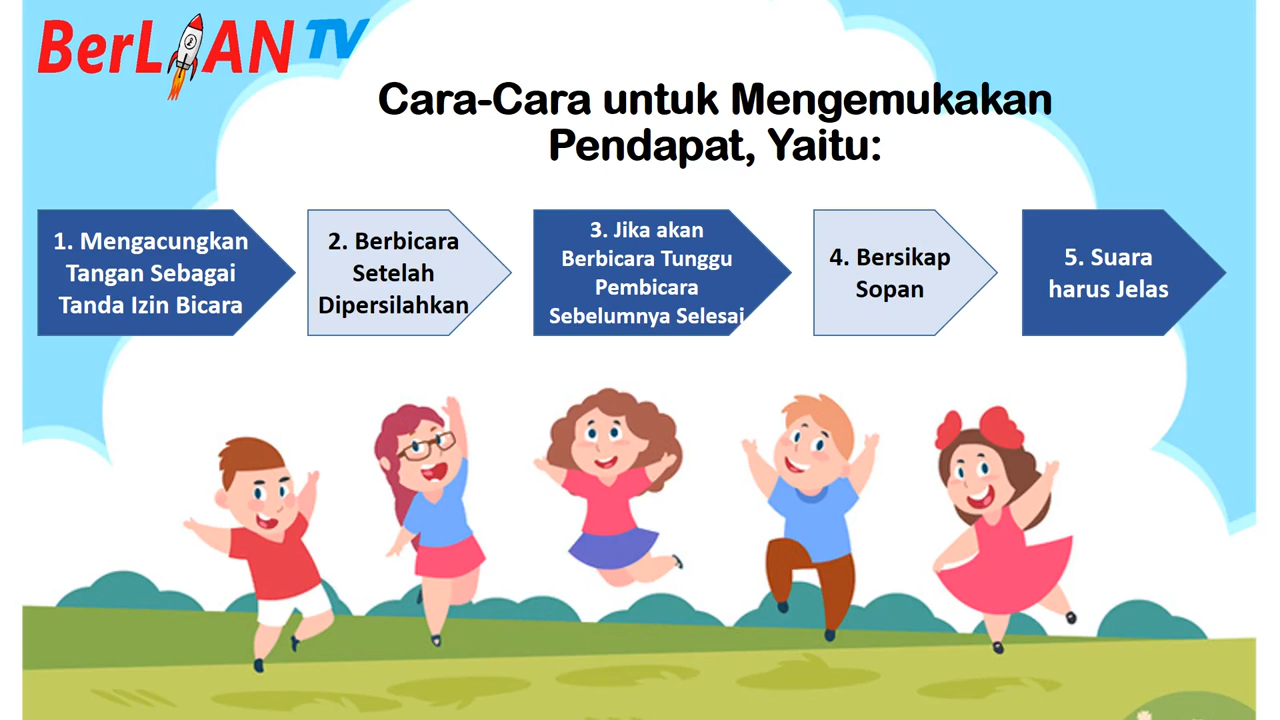 BerLIAN TV
Cara-Cara untuk Mengemukakan
Pendapat, Yaitu:
1. Mengacungkan
Tangan Sebagai
Tanda Izin Bicara
2. Berbicara
Setelah
Dipersilahkan
3. Jika akan
Berbicara Tunggu
Pembicara
Sebelumnya Selesai
4. Bersikap
Sopan
5. Suara
harus Jelas